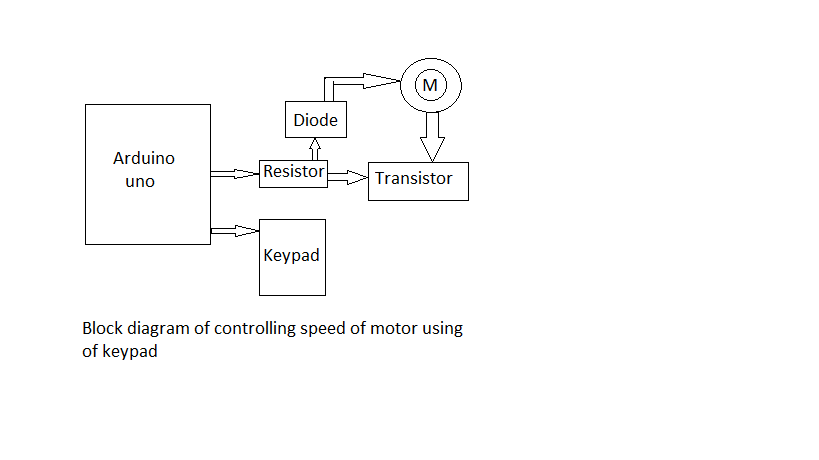 M
Diode
Arduino
uno
Resistor
Transistor
Keypad
Block diagram of controlling speed of motor using
of keypad